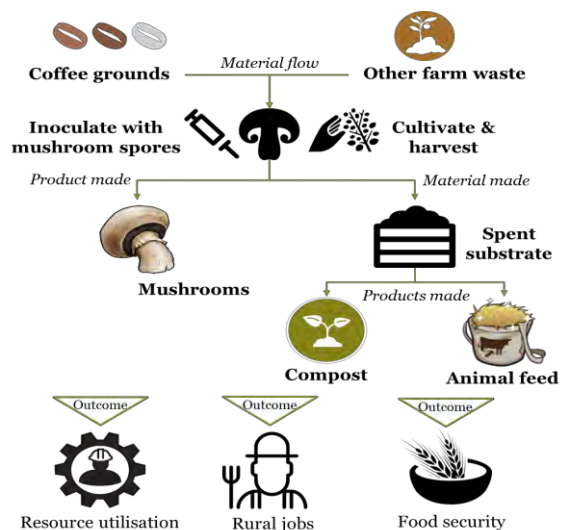 Coffee grounds
Material flow
Other farm waste
Inoculate with
mushroom spores
Cultivate &
harvest
Product made
Material made
Mushrooms
Spent
substrate
Products made
Compost
Animal feed
Outcome
Outcome
Outcome
Resource utilisation
Rural jobs
Food security